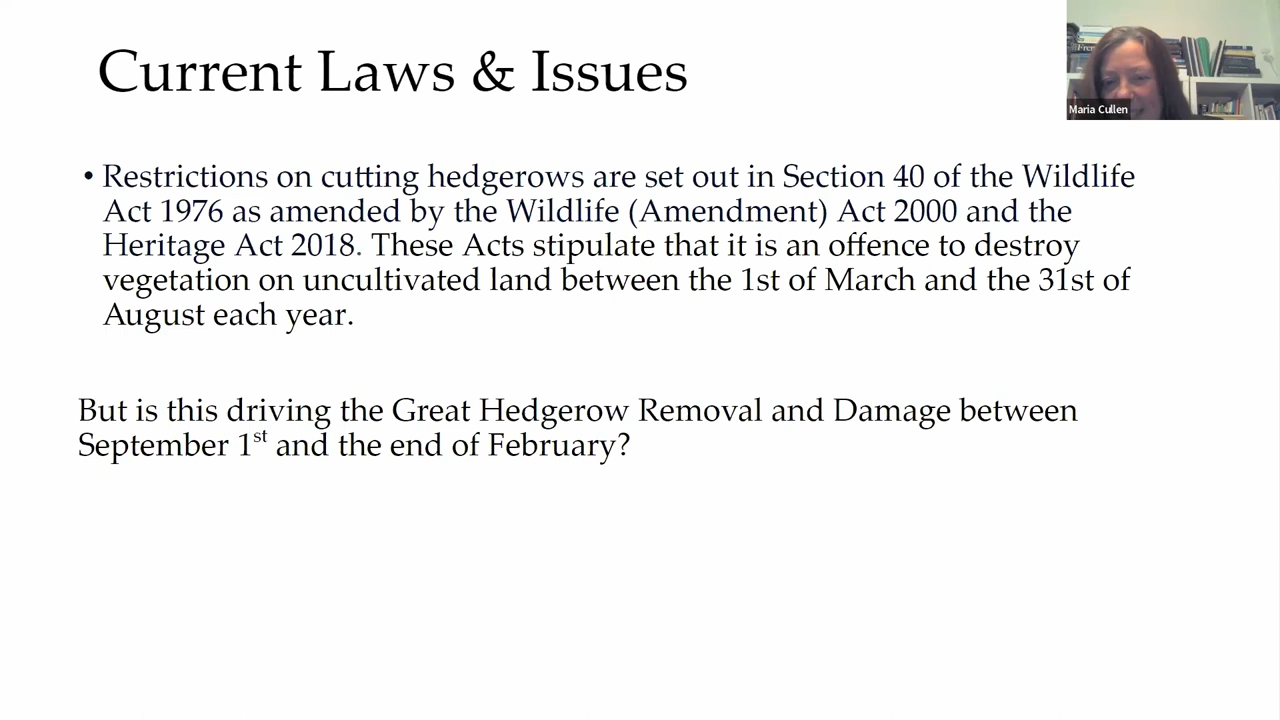 Current Laws & Issues
Maria Cullen
• Restrictions on cutting hedgerows are set out in Section 40 of the Wildlife
Act 1976 as amended by the Wildlife (Amendment) Act 2000 and the
Heritage Act 2018. These Acts stipulate that it is an offence to destroy
vegetation on uncultivated land between the 1st of March and the 31st of
August each year.
But is this driving the Great Hedgerow Removal and Damage between
September 1st and the end of February?